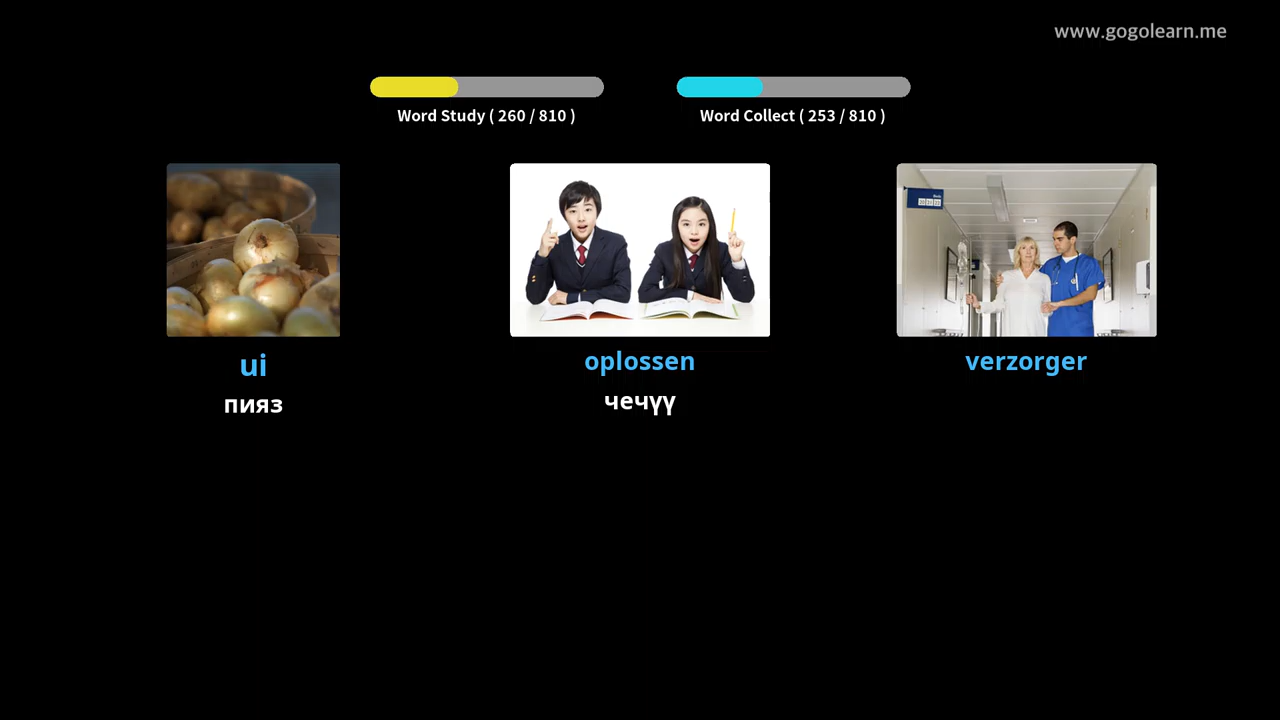 www.gogolearn.me
Word Study ( 260 / 810 )
Word Collect ( 253 / 810 )
ui
oplossen
verzorger
пияз
чечүү